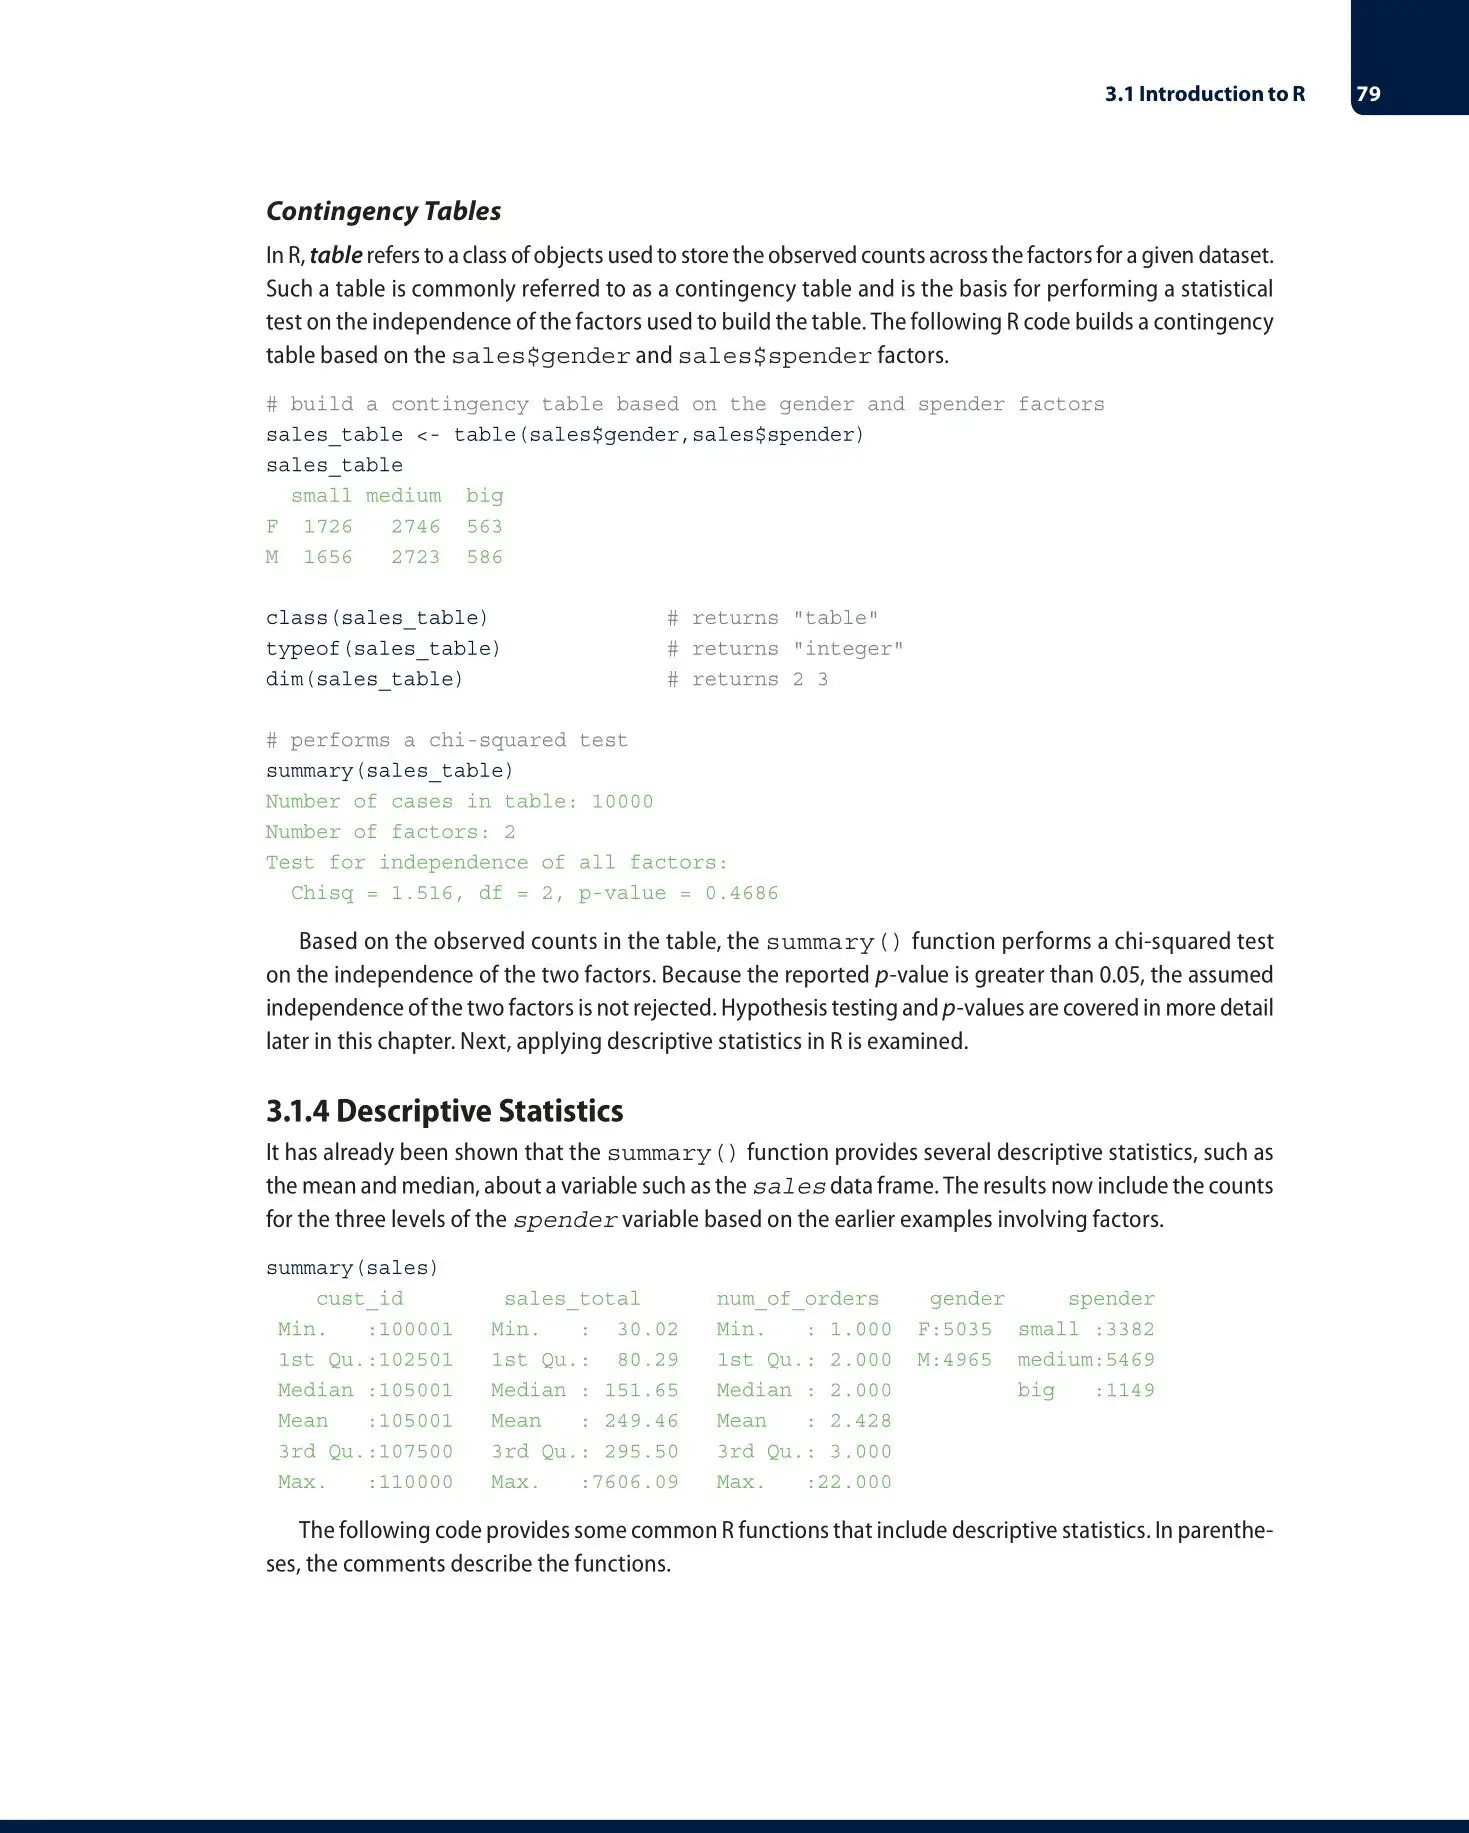 3.1 Introduction to R 79
Contingency Tables
In R, table refers to a class of objects used to store the observed counts across the factors for a given dataset.
Such a table is commonly referred to as a contingency table and is the basis for performing a statistical
test on the independence of the factors used to build the table. The following R code builds a contingency
table based on the sales$gender and sales$spender factors.
# build a contingency table based on the gender and spender factors
sales_table <- table(sales$gender,sales$spender)
sales_table
  small medium  big
F  1726   2746  563
M  1656   2723  586
class(sales_table)              # returns "table"
typeof(sales_table)             # returns "integer"
dim(sales_table)                # returns 2 3
# performs a chi-squared test
summary(sales_table)
Number of cases in table: 10000
Number of factors: 2
Test for independence of all factors:
  Chisq = 1.516, df = 2, p-value = 0.4686
Based on the observed counts in the table, the summary() function performs a chi-squared test
on the independence of the two factors. Because the reported p-value is greater than 0.05, the assumed
independence of the two factors is not rejected. Hypothesis testing and p-values are covered in more detail
later in this chapter. Next, applying descriptive statistics in R is examined.
3.1.4 Descriptive Statistics
It has already been shown that the summary() function provides several descriptive statistics, such as
the mean and median, about a variable such as the sales data frame. The results now include the counts
for the three levels of the spender variable based on the earlier examples involving factors.
summary(sales)
    cust_id        sales_total      num_of_orders    gender     spender
 Min.   :100001   Min.   :  30.02   Min.   : 1.000  F:5035  small :3382
 1st Qu.:102501   1st Qu.:  80.29   1st Qu.: 2.000  M:4965  medium:5469
 Median :105001   Median : 151.65   Median : 2.000          big   :1149
 Mean   :105001   Mean   : 249.46   Mean   : 2.428
 3rd Qu.:107500   3rd Qu.: 295.50   3rd Qu.: 3.000
 Max.   :110000   Max.   :7606.09   Max.   :22.000
The following code provides some common R functions that include descriptive statistics. In parenthe-
ses, the comments describe the functions.